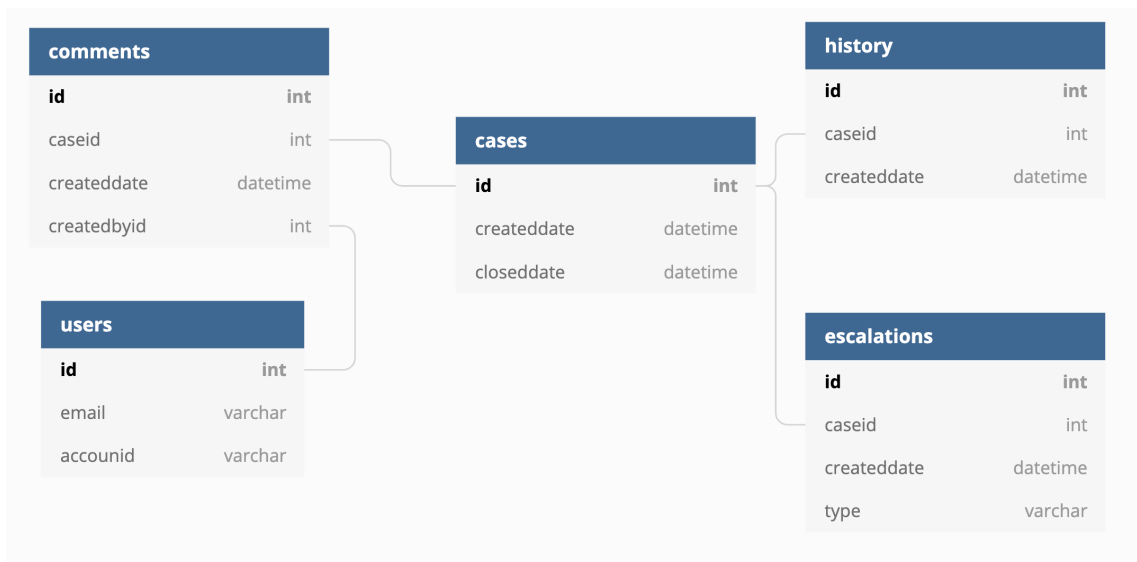 comments
id int
caseid int
createddate datetime
createdbyid int
users
id int
email varchar
accounid varchar
cases
id int
createddate datetime
closeddate datetime
history
id int
caseid int
createddate datetime
escalations
id int
caseid int
createddate datetime
type varchar